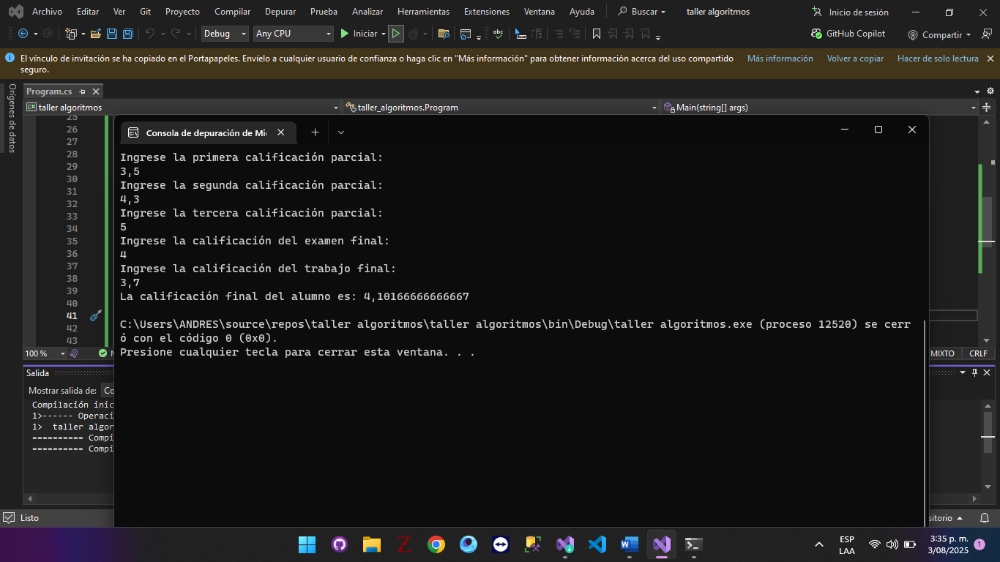 Archivo Editar Ver Git Proyecto Compilar Depurar Prueba Analizar Herramientas Extensiones Ventana Ayuda Buscar taller algoritmos Inicio de sesión
Debug Any CPU Iniciar GitHub Copilot Compartir
El vínculo de invitación se ha copiado en el Portapapeles. Envíelo a cualquier usuario de confianza o haga clic en "Más información" para obtener información acerca del uso compartido Más información Volver a copiar Hacer de solo lectura
seguro.
Orígenes de datos
Program.cs
taller algoritmos taller_algoritmos.Program Main(string[] args)
25
26
27
28
29
30
31
32
33
34
35
36
37
38
39
40
41
42
43
Consola de depuración de Mi
Ingrese la primera calificación parcial:
3,5
Ingrese la segunda calificación parcial:
4,3
Ingrese la tercera calificación parcial:
5
Ingrese la calificación del examen final:
4
Ingrese la calificación del trabajo final:
3,7
La calificación final del alumno es: 4,10166666666667
C:\Users\ANDRES\source\repos\taller algoritmos\taller algoritmos\bin\Debug\taller algoritmos.exe (proceso 12520) se cerr
ó con el código 0 (0x0).
Presione cualquier tecla para cerrar esta ventana. . .
100 % N MIXTO CRLF
Salida
Mostrar salida de: Co
Compilación inic
1>------ Operaci
1> taller algor
========== Compi
========== Compi
Listo sitorio
ESP
LAA
3:35 p. m.
3/08/2025
1